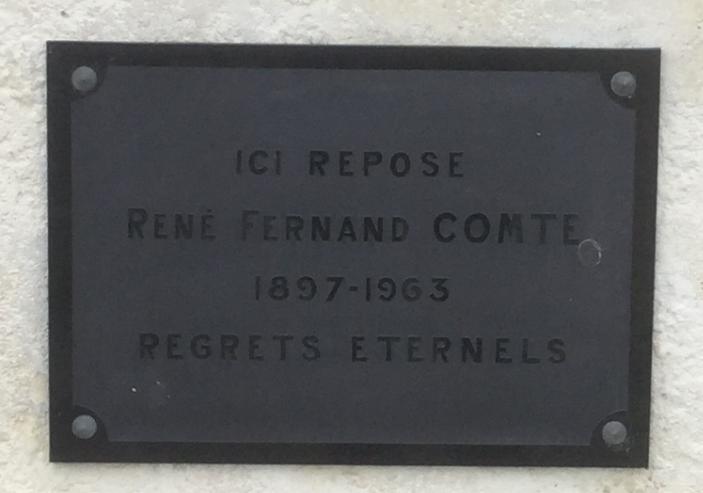 ICI REPOSE
RENÉ FERNAND COMTE
1897-1963
REGRETS ETERNELS